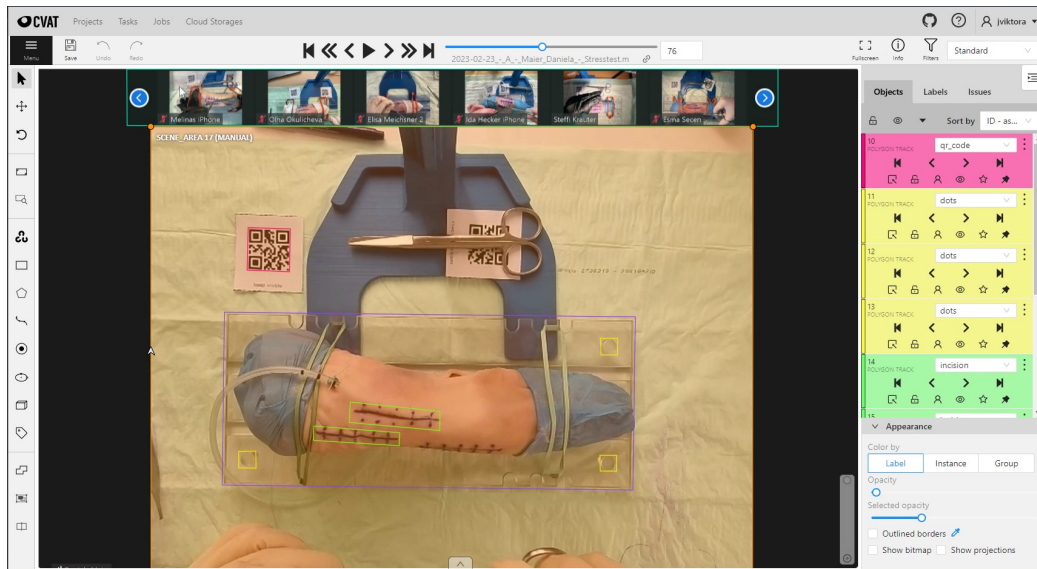 CVAT Projects Tasks Jobs Cloud Storages jviktora
Menu Save Undo Redo 2023-02-23_-_A_-_Maier_Daniela_-_Stresstest.m 76 Fullscreen Info Filters Standard
Melinas iPhone Olha Okulicheva Elisa Meichsner 2 Ida Hecker iPhone Steffi Krauter Esma Seceri
SCENE_AREA 17 (MANUAL)
Objects Labels Issues
Sort by ID - as...
10 qr_code
POLYGON TRACK
11 dots
POLYGON TRACK
12 dots
POLYGON TRACK
13 dots
POLYGON TRACK
14 incision
POLYGON TRACK
15
Appearance
Color by
Label Instance Group
Opacity
Selected opacity
Outlined borders
Show bitmap Show projections